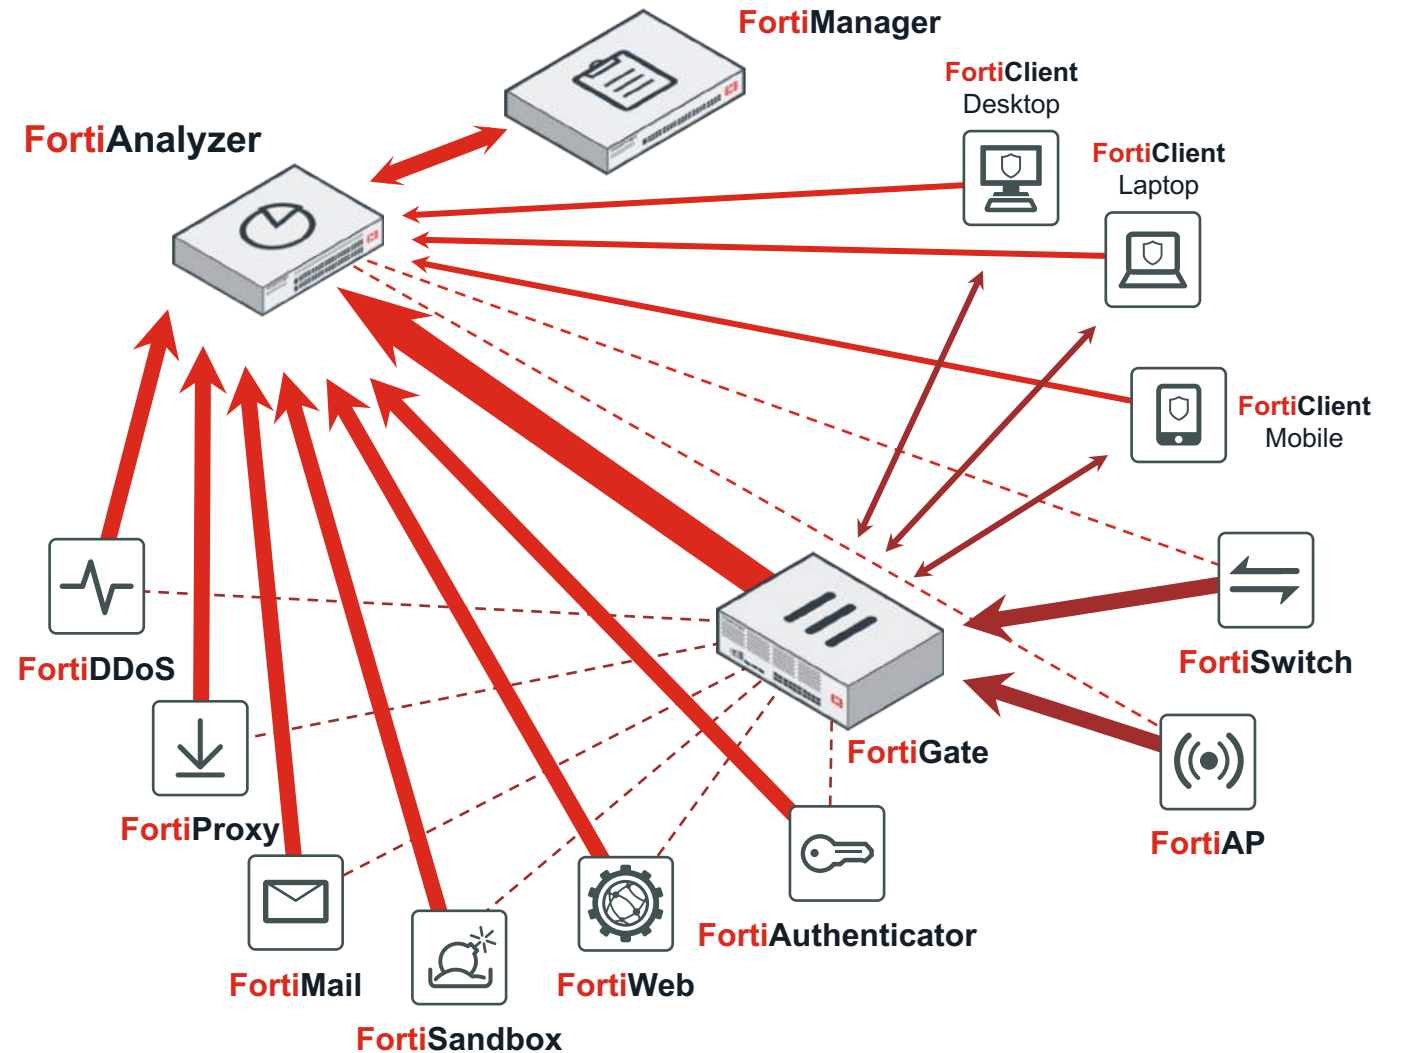 FortiManager
FortiClient
Desktop
FortiAnalyzer
FortiClient
Laptop
FortiClient
Mobile
FortiSwitch
FortiDDoS
FortiGate
FortiProxy
FortiAP
FortiAuthenticator
FortiMail
FortiWeb
FortiSandbox